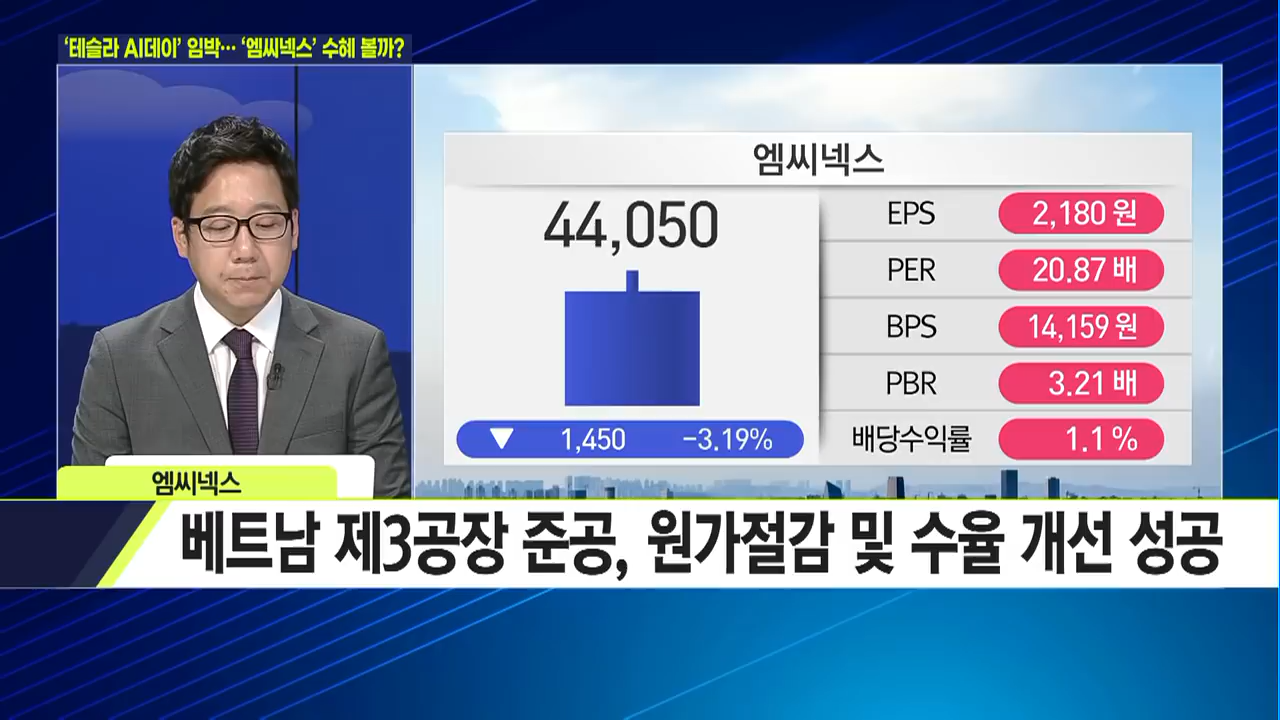 ‘테슬라 AI데이’ 임박… ‘엠씨넥스’ 수혜 볼까?
엠씨넥스
44,050
▼ 1,450 -3.19%
EPS 2,180 원
PER 20.87 배
BPS 14,159 원
PBR 3.21 배
배당수익률 1.1 %
엠씨넥스
베트남 제3공장 준공, 원가절감 및 수율 개선 성공